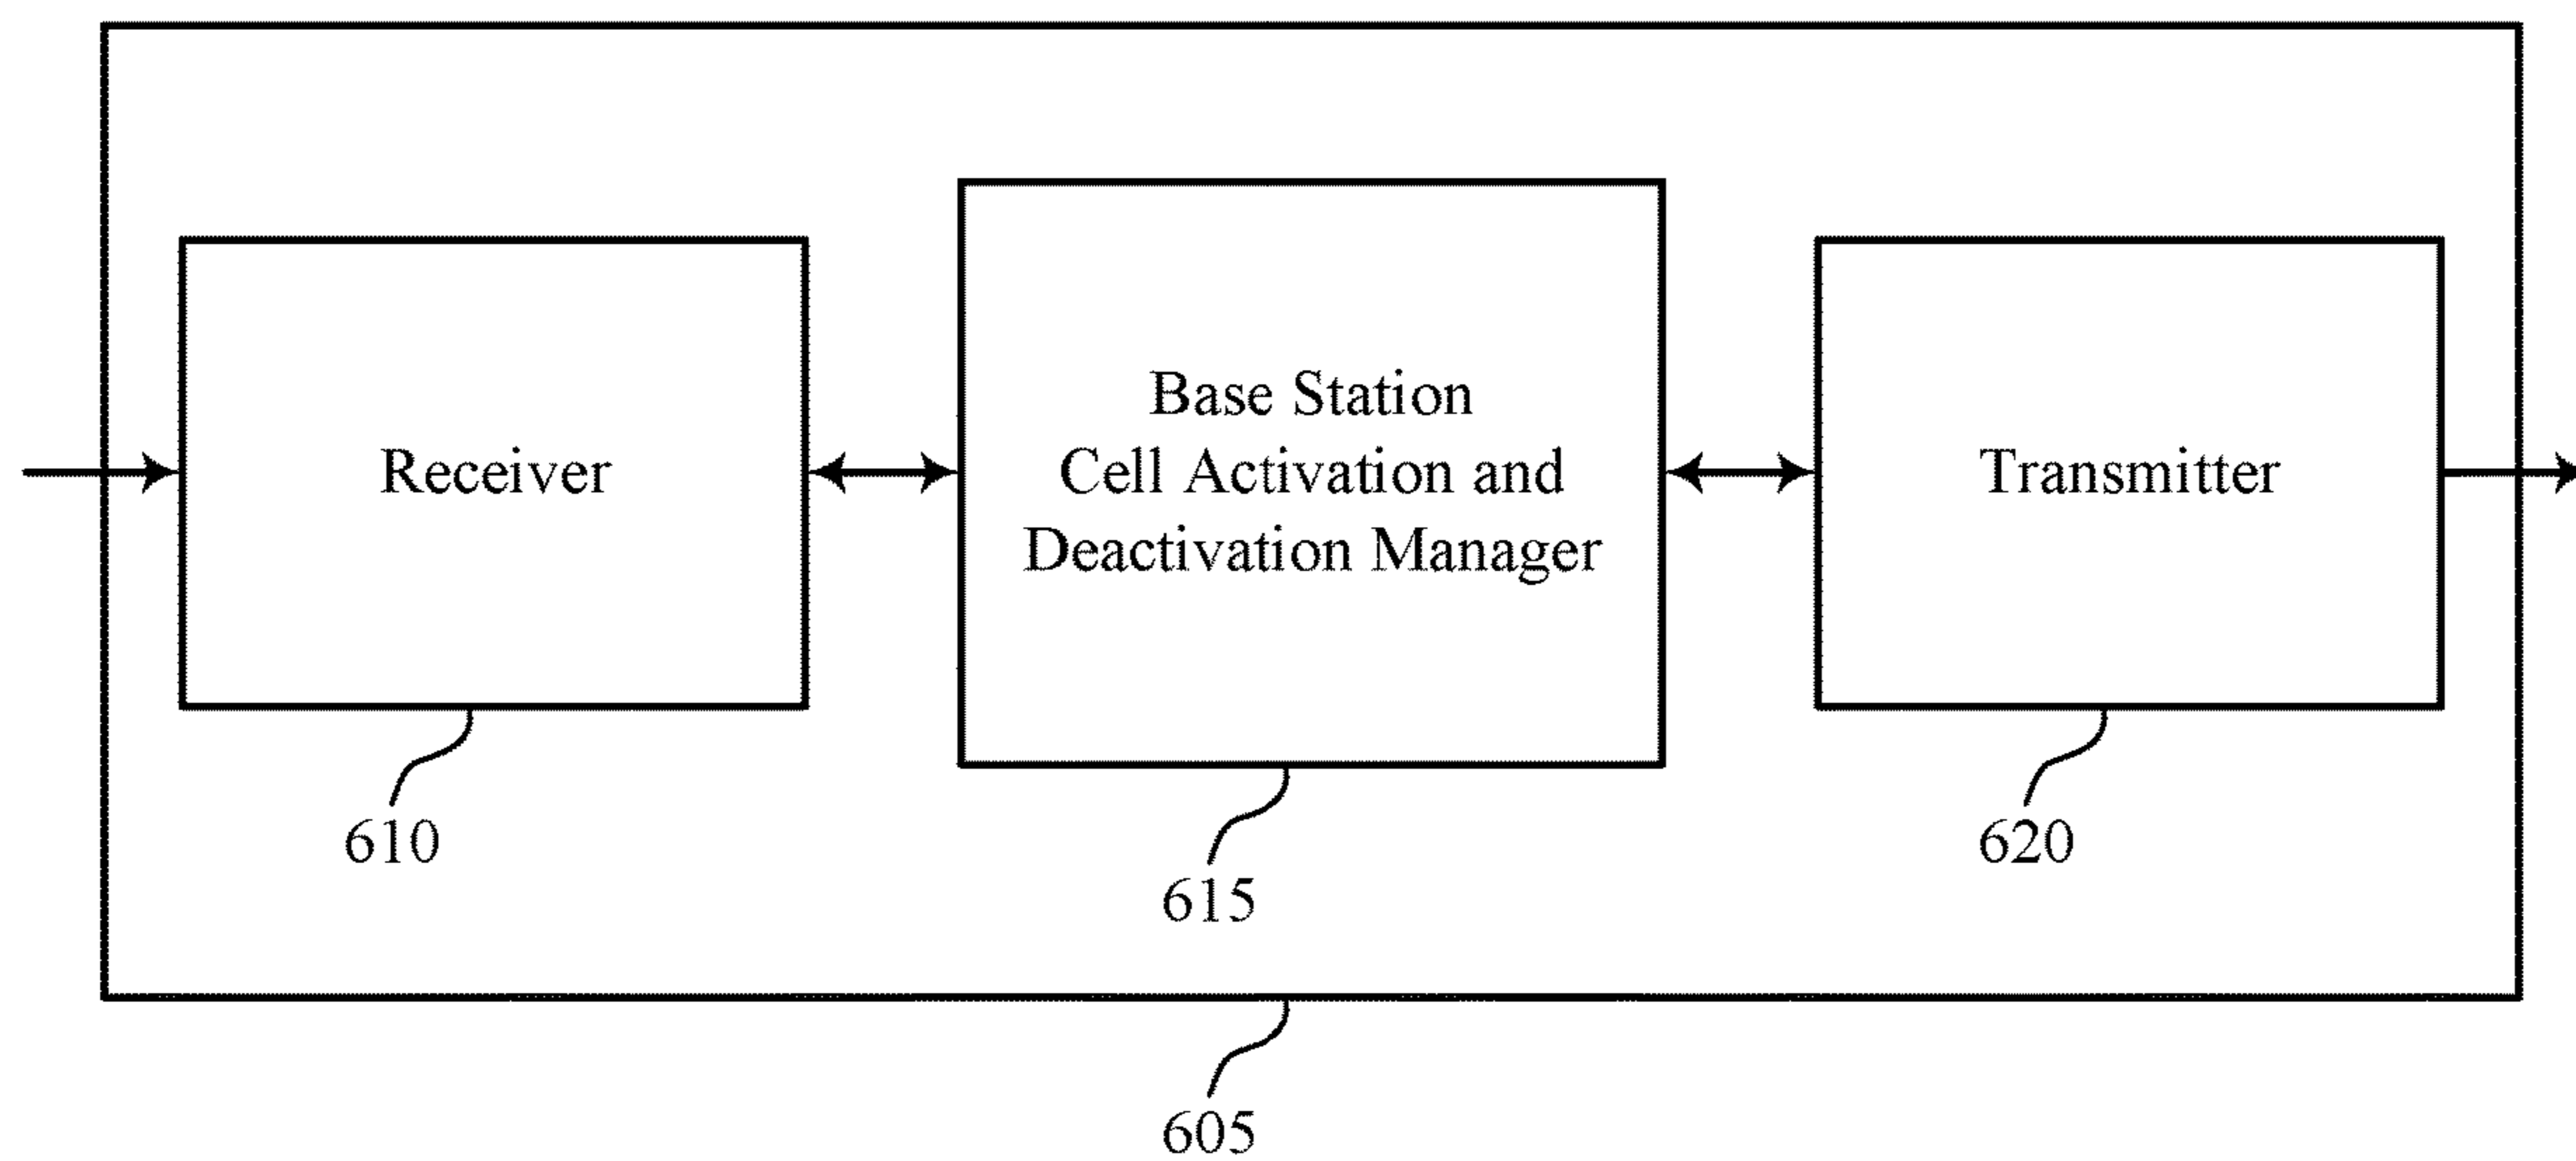 Receiver
Base Station
Cell Activation and
Deactivation Manager
Transmitter
610
615
620
605